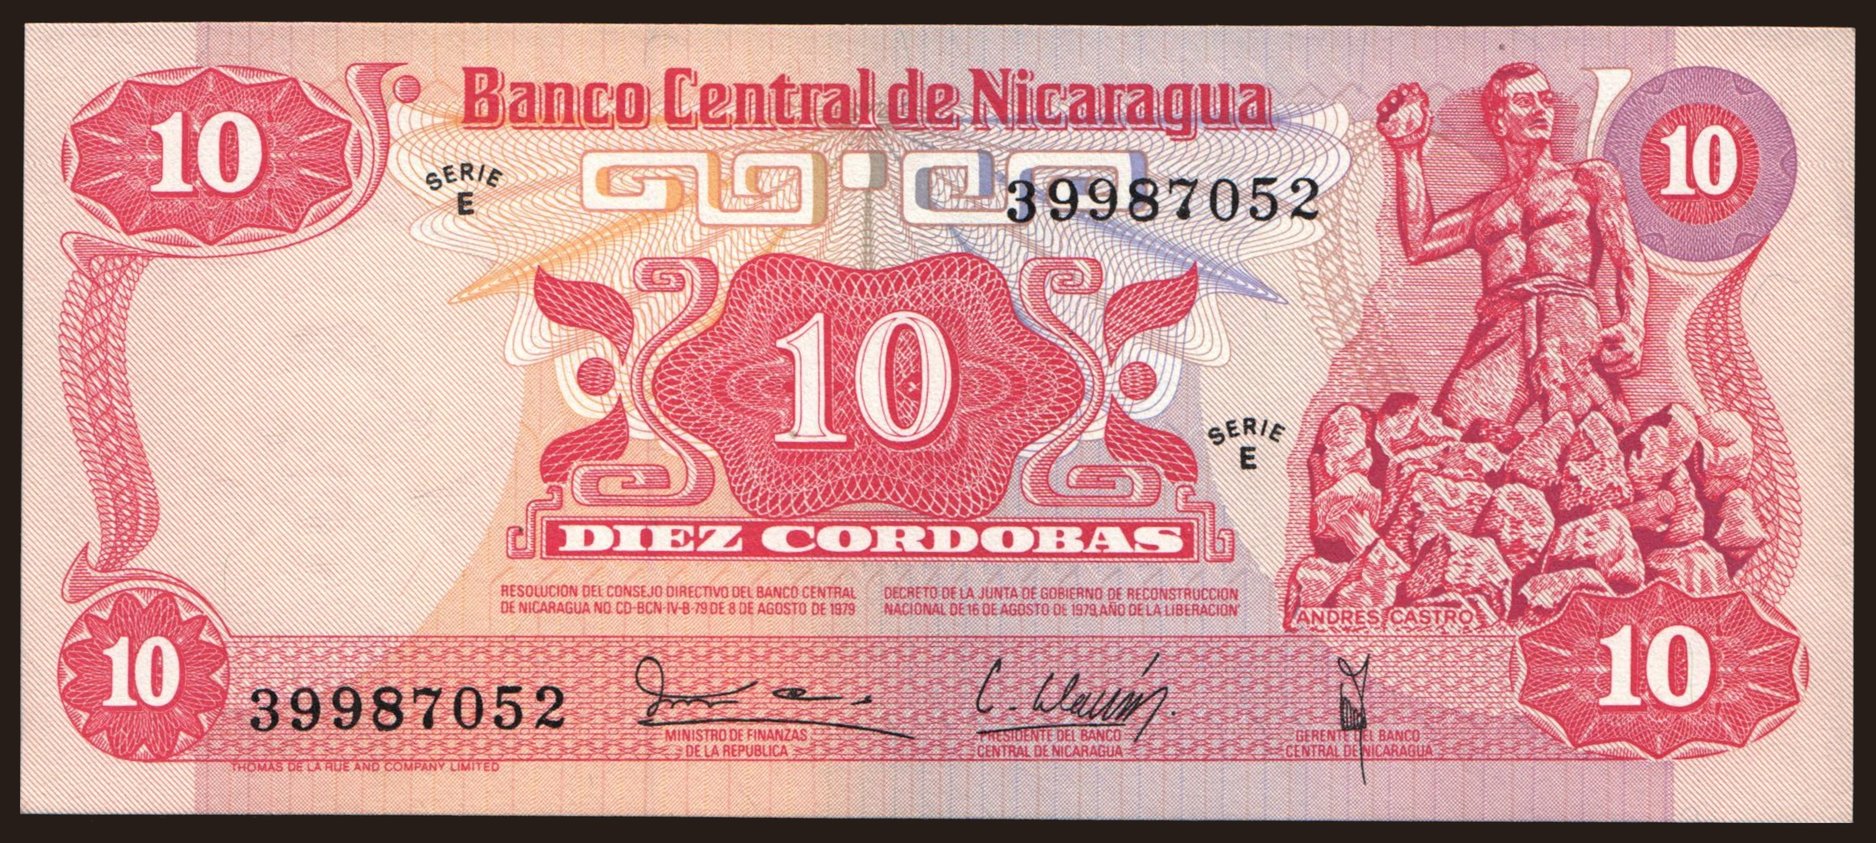 Banco Central de Nicaragua
10
10
SERIE
E
39987052
10
SERIE
E
DIEZ CORDOBAS
RESOLUCION DEL CONSEJO DIRECTIVO DEL BANCO CENTRAL
DE NICARAGUA NO. CD-BCN-IV-B-79 DE 8 DE AGOSTO DE 1979
DECRETO DE LA JUNTA DE GOBIERNO DE RECONSTRUCCION
NACIONAL DE 16 DE AGOSTO DE 1979, AÑO DE LA LIBERACION"
ANDRES CASTRO
10
10
39987052
MINISTRO DE FINANZAS
DE LA REPUBLICA
PRESIDENTE DEL BANCO
CENTRAL DE NICARAGUA
GERENTE DEL BANCO
CENTRAL DE NICARAGUA
THOMAS DE LA RUE AND COMPANY LIMITED